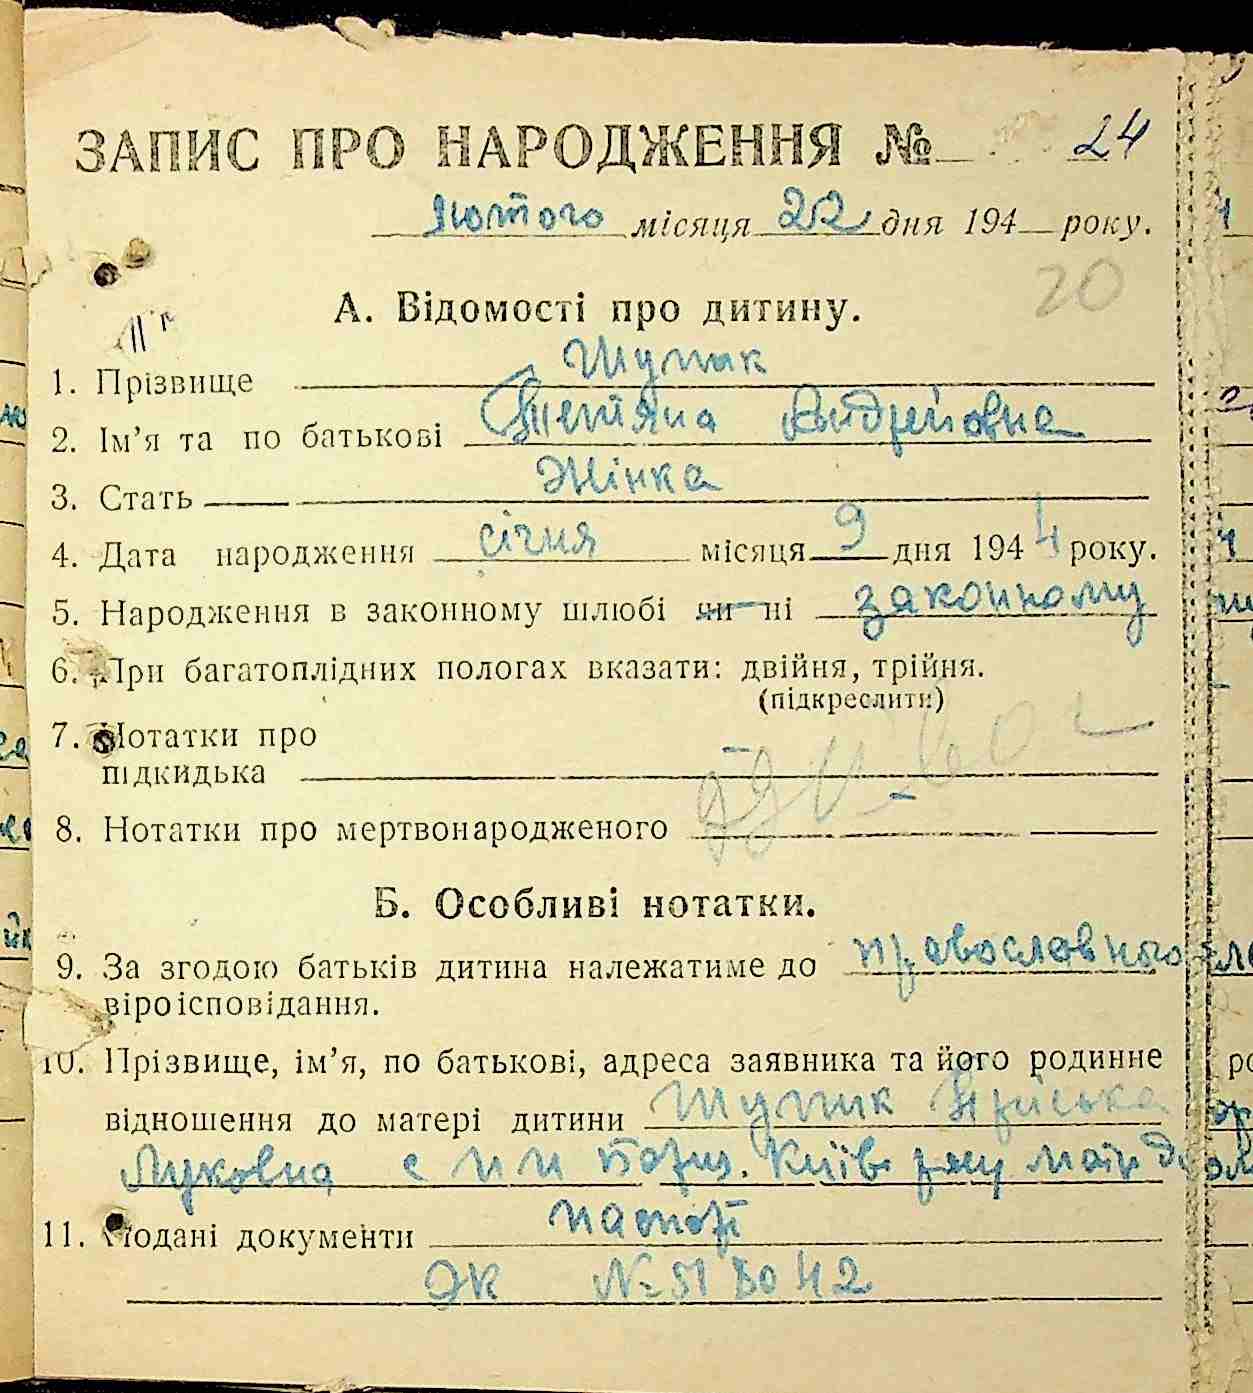 ЗАПИС ПРО НАРОДЖЕННЯ № 24
лютого місяця 22 дня 194 року.
20
А. Відомості про дитину.
1. Прізвище Шупик
2. Ім’я та по батькові Тетяна Андреївна
3. Стать Жінка
4. Дата народження січня місяця 9 дня 1944 року.
5. Народження в законному шлюбі чи ні законному
6. При багатоплідних пологах вказати: двійня, трійня.
(підкреслити)
7. Нотатки про
підкидька
8. Нотатки про мертвонародженого
Б. Особливі нотатки.
9. За згодою батьків дитина належатиме до православного
віроісповідання.
10. Прізвище, ім’я, по батькові, адреса заявника та його родинне
відношення до матері дитини Шупик
Луковна с Київ
11. Подані документи паспорт
№ 518042